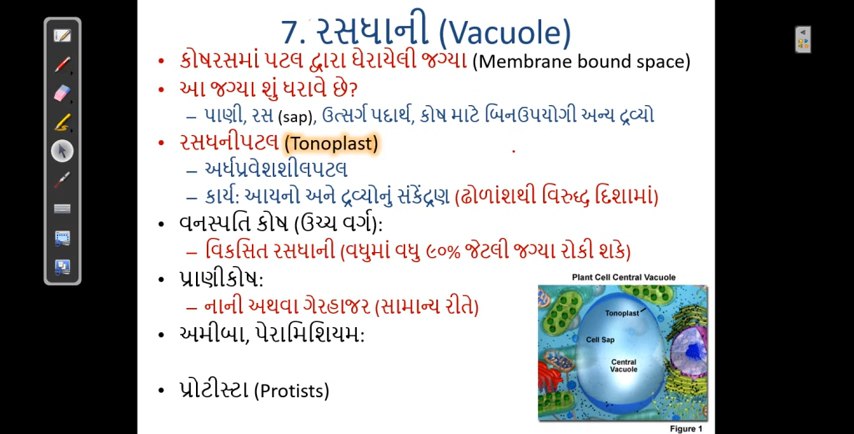 7. રસધાની (Vacuole)
• કોષરસમાં પટલ દ્વારા ઘેરાયેલી જગ્યા (Membrane bound space)
• આ જગ્યા શું ધરાવે છે?
– પાણી, રસ (sap), ઉત્સર્ગ પદાર્થ, કોષ માટે બિનઉપયોગી અન્ય દ્રવ્યો
• રસધનીપટલ (Tonoplast)
– અર્ધપ્રવેશશીલપટલ
– કાર્ય: આયનો અને દ્રવ્યોનું સંકેંદ્રણ (ઢોળાંશથી વિરુદ્ધ દિશામાં)
• વનસ્પતિ કોષ (ઉચ્ચ વર્ગ):
– વિકસિત રસધાની (વધુમાં વધુ ૯૦% જેટલી જગ્યા રોકી શકે)
• પ્રાણીકોષ:
– નાની અથવા ગેરહાજર (સામાન્ય રીતે)
• અમીબા, પેરામિશિયમ:
• પ્રોટીસ્ટા (Protists)
Plant Cell Central Vacuole
Tonoplast
Cell Sap
Central
Vacuole
Figure 1